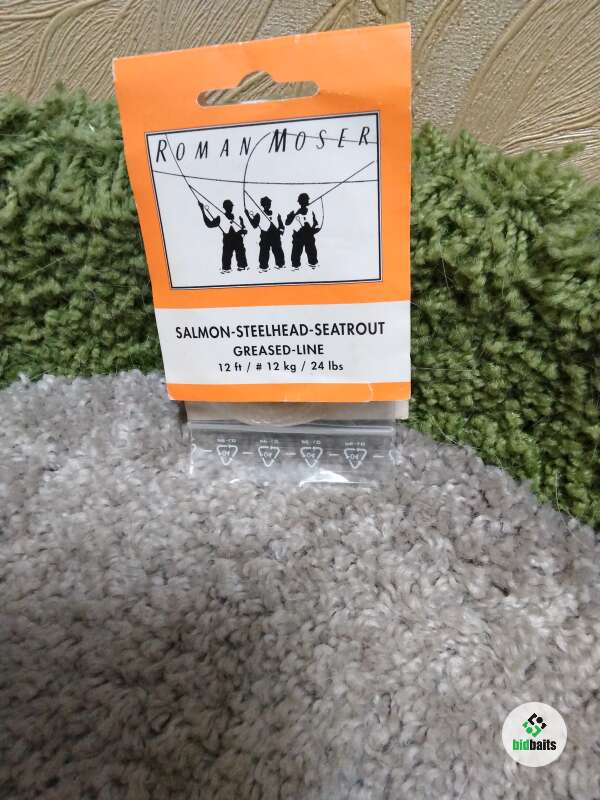 ROMAN MOSER
SALMON-STEELHEAD-SEATROUT
GREASED-LINE
12 ft / # 12 kg / 24 lbs
bidbaits